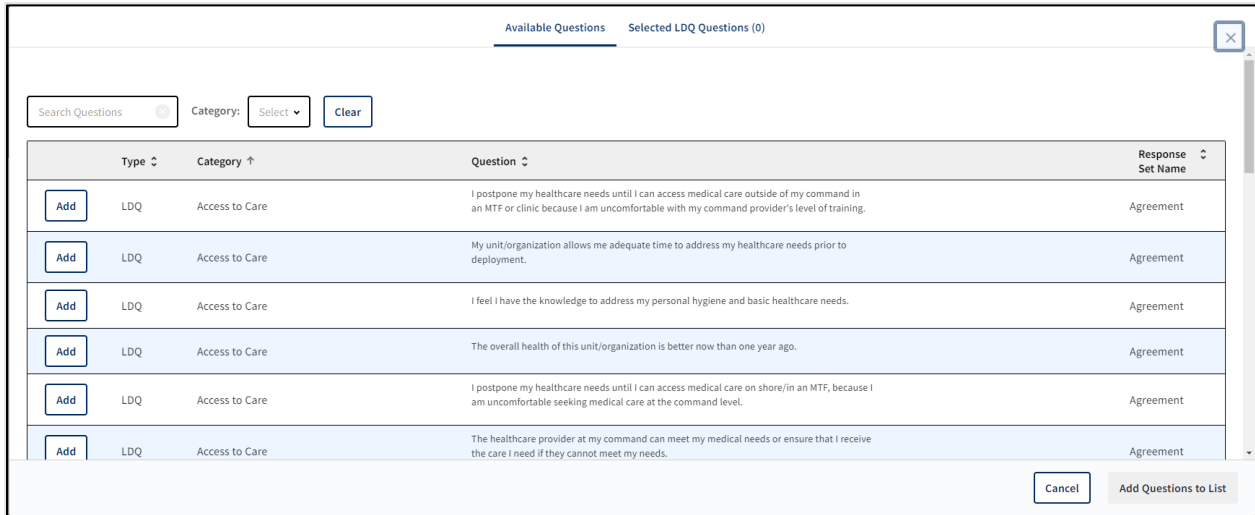 Available Questions Selected LDQ Questions (0)
Search Questions Category: Select Clear
Type Category Question Response Set Name
Add LDQ Access to Care I postpone my healthcare needs until I can access medical care outside of my command in
an MTF or clinic because I am uncomfortable with my command provider's level of training. Agreement
Add LDQ Access to Care My unit/organization allows me adequate time to address my healthcare needs prior to
deployment. Agreement
Add LDQ Access to Care I feel I have the knowledge to address my personal hygiene and basic healthcare needs. Agreement
Add LDQ Access to Care The overall health of this unit/organization is better now than one year ago. Agreement
Add LDQ Access to Care I postpone my healthcare needs until I can access medical care on shore/in an MTF, because I
am uncomfortable seeking medical care at the command level. Agreement
Add LDQ Access to Care The healthcare provider at my command can meet my medical needs or ensure that I receive
the care I need if they cannot meet my needs. Agreement
Cancel Add Questions to List